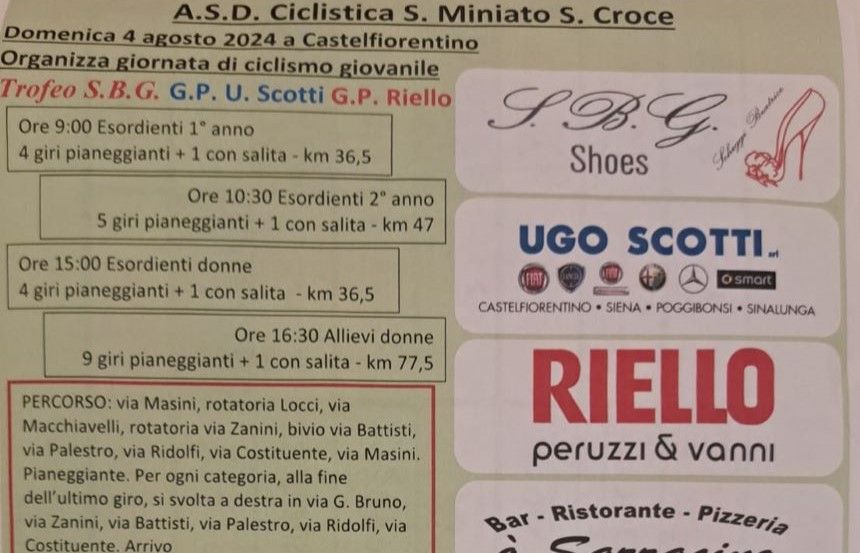 A.S.D. Ciclistica S. Miniato S. Croce
Domenica 4 agosto 2024 a Castelfiorentino
Organizza giornata di ciclismo giovanile
Trofeo S.B.G. G.P. U. Scotti G.P. Riello
Ore 9:00 Esordienti 1° anno
4 giri pianeggianti + 1 con salita - km 36,5
Ore 10:30 Esordienti 2° anno
5 giri pianeggianti + 1 con salita - km 47
Ore 15:00 Esordienti donne
4 giri pianeggianti + 1 con salita - km 36,5
Ore 16:30 Allievi donne
9 giri pianeggianti + 1 con salita - km 77,5
PERCORSO: via Masini, rotatoria Locci, via
Macchiavelli, rotatoria via Zanini, bivio via Battisti,
via Palestro, via Ridolfi, via Costituente, via Masini.
Pianeggiante. Per ogni categoria, alla fine
dell'ultimo giro, si svolta a destra in via G. Bruno,
via Zanini, via Battisti, via Palestro, via Ridolfi, via
Costituente. Arrivo
S. B. G.
Shoes
UGO SCOTTI srl
FIAT LANCIA smart
CASTELFIORENTINO • SIENA • POGGIBONSI • SINALUNGA
RIELLO
peruzzi & vanni
Bar - Ristorante - Pizzeria